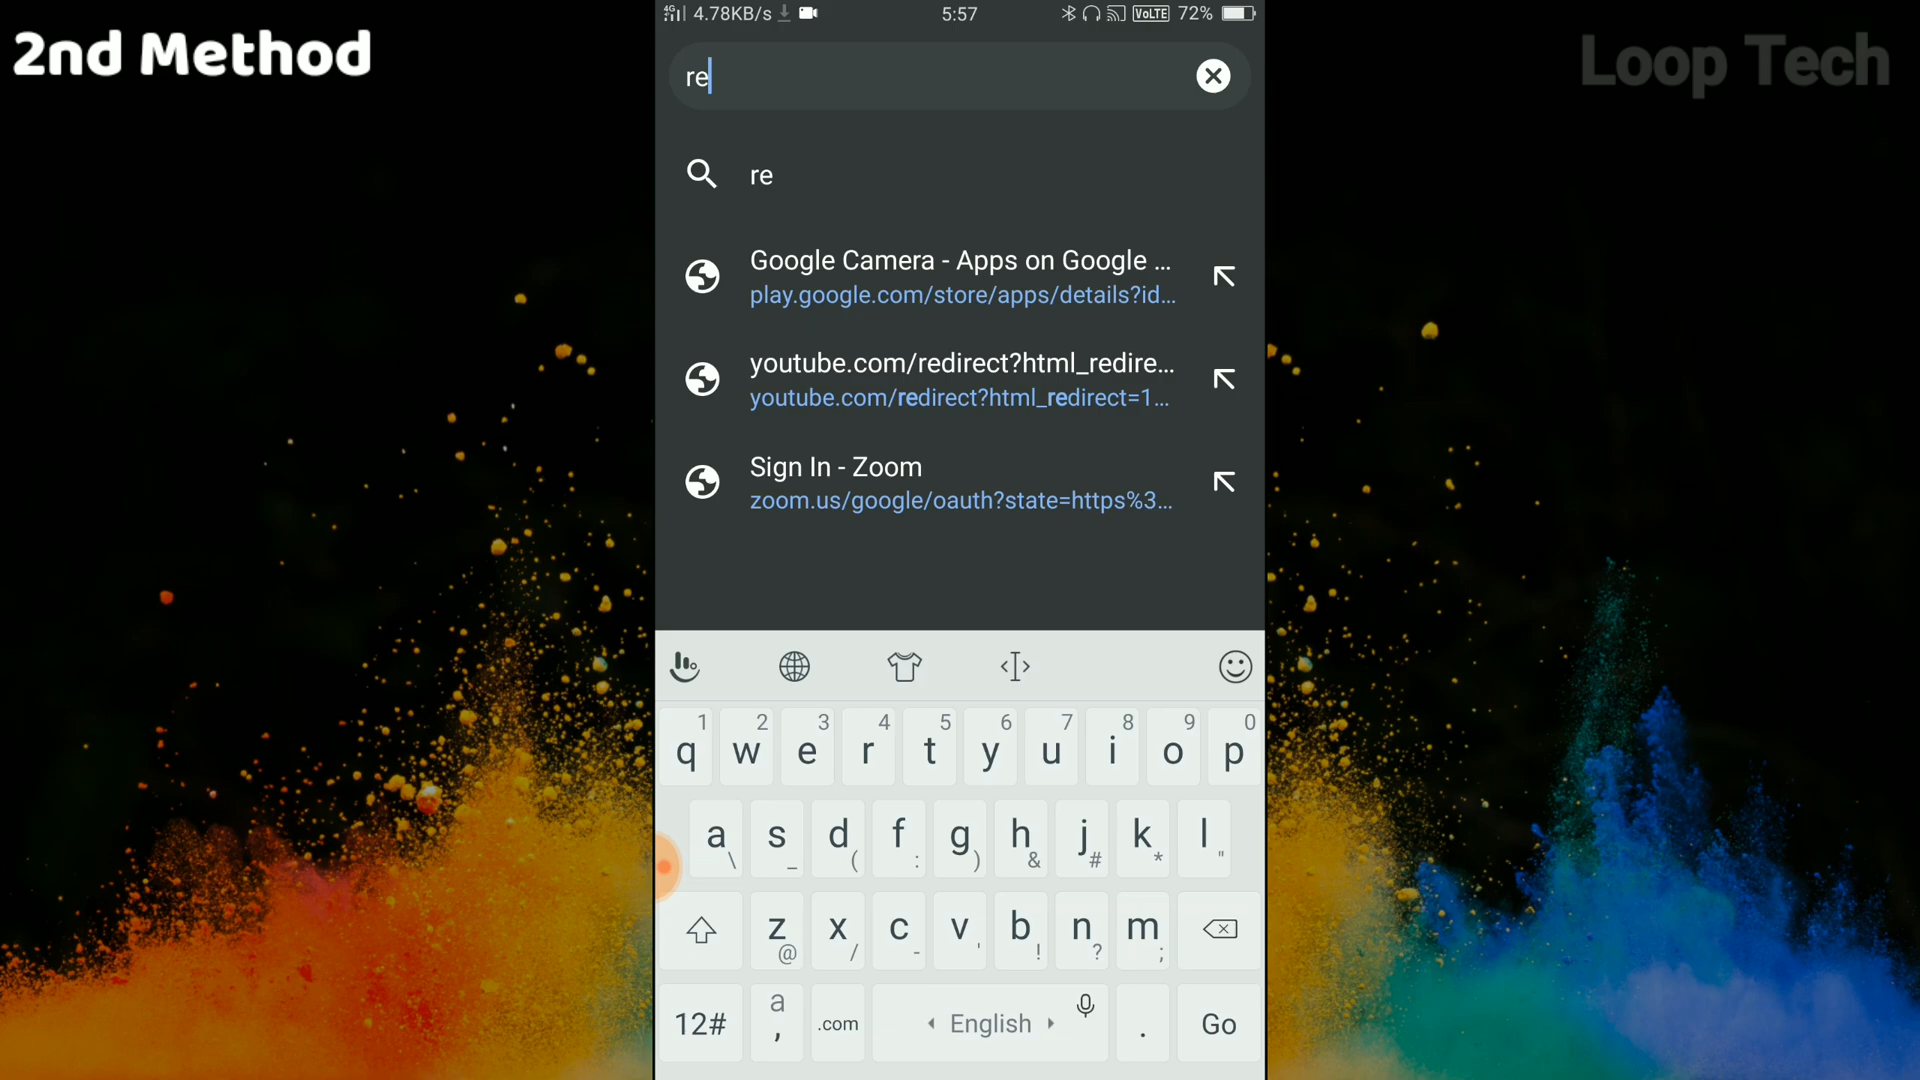 2nd Method
Loop Tech
4G 4.78KB/s 5:57 VoLTE 72%
re
re
Google Camera - Apps on Google ...
play.google.com/store/apps/details?id...
youtube.com/redirect?html_redire...
youtube.com/redirect?html_redirect=1...
Sign In - Zoom
zoom.us/google/oauth?state=https%3...
1 2 3 4 5 6 7 8 9 0
q w e r t y u i o p
a s d f g h j k l
\ _ ( : ) & # * "
z x c v b n m
@ / - ' ! ? ;
12# a , .com English . Go